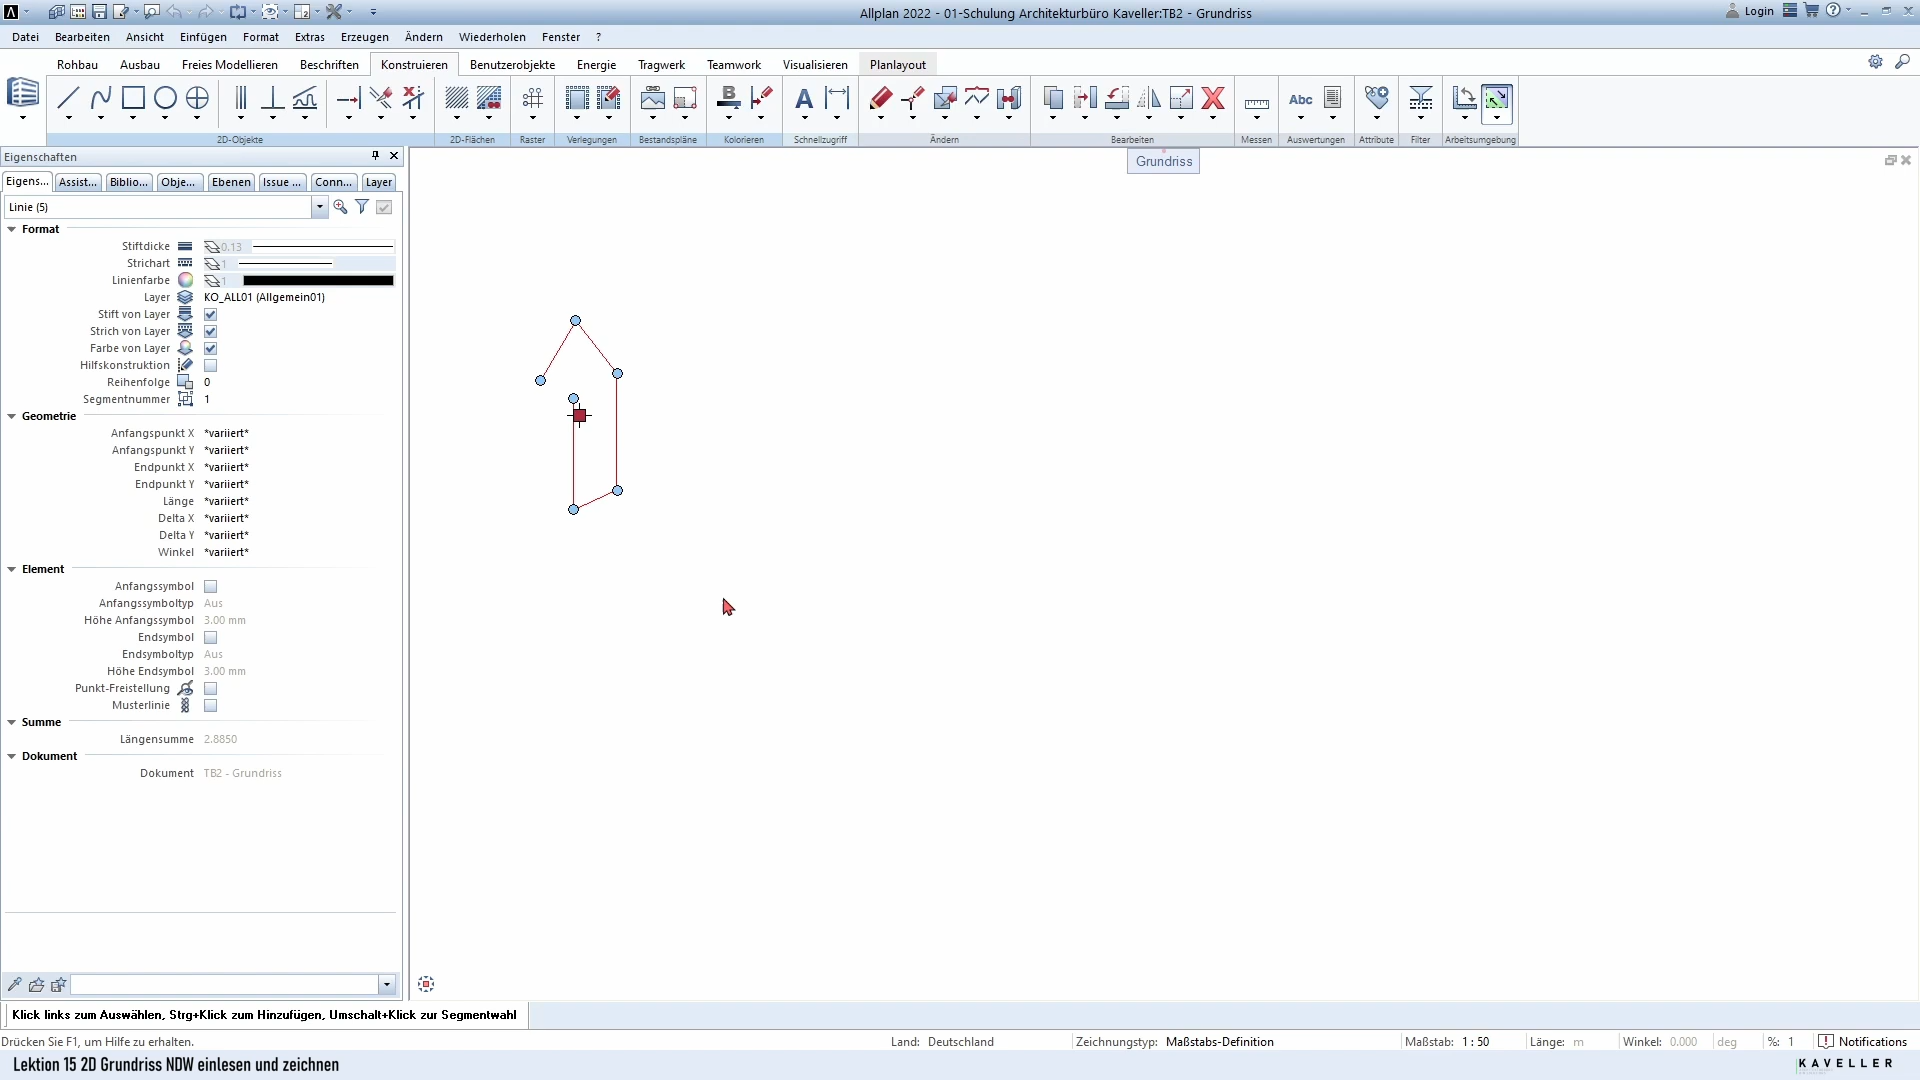 Allplan 2022 - 01-Schulung Architekturbüro Kaveller:TB2 - Grundriss
Login
Datei Bearbeiten Ansicht Einfügen Format Extras Erzeugen Ändern Wiederholen Fenster ?
Rohbau Ausbau Freies Modellieren Beschriften Konstruieren Benutzerobjekte Energie Tragwerk Teamwork Visualisieren Planlayout
2D-Objekte 2D-Flächen Raster Verlegungen Bestandspläne Kolorieren Schnellzugriff Ändern Bearbeiten Messen Auswertungen Attribute Filter Arbeitsumgebung
Eigenschaften
Grundriss
Eigens... Assist... Biblio... Obje... Ebenen Issue ... Conn... Layer
Linie (5)
Format
Stiftdicke 0.13
Strichart 1
Linienfarbe 1
Layer KO_ALL01 (Allgemein01)
Stift von Layer
Strich von Layer
Farbe von Layer
Hilfskonstruktion
Reihenfolge 0
Segmentnummer 1
Geometrie
Anfangspunkt X *variiert*
Anfangspunkt Y *variiert*
Endpunkt X *variiert*
Endpunkt Y *variiert*
Länge *variiert*
Delta X *variiert*
Delta Y *variiert*
Winkel *variiert*
Element
Anfangssymbol
Anfangssymboltyp Aus
Höhe Anfangssymbol 3.00 mm
Endsymbol
Endsymboltyp Aus
Höhe Endsymbol 3.00 mm
Punkt-Freistellung
Musterlinie
Summe
Längensumme 2.8850
Dokument
Dokument TB2 - Grundriss
Klick links zum Auswählen, Strg+Klick zum Hinzufügen, Umschalt+Klick zur Segmentwahl
Drücken Sie F1, um Hilfe zu erhalten. Land: Deutschland Zeichnungstyp: Maßstabs-Definition Maßstab: 1 : 50 Länge: m Winkel: 0.000 deg %: 1 Notifications
Lektion 15 2D Grundriss NDW einlesen und zeichnen
KAVELLER